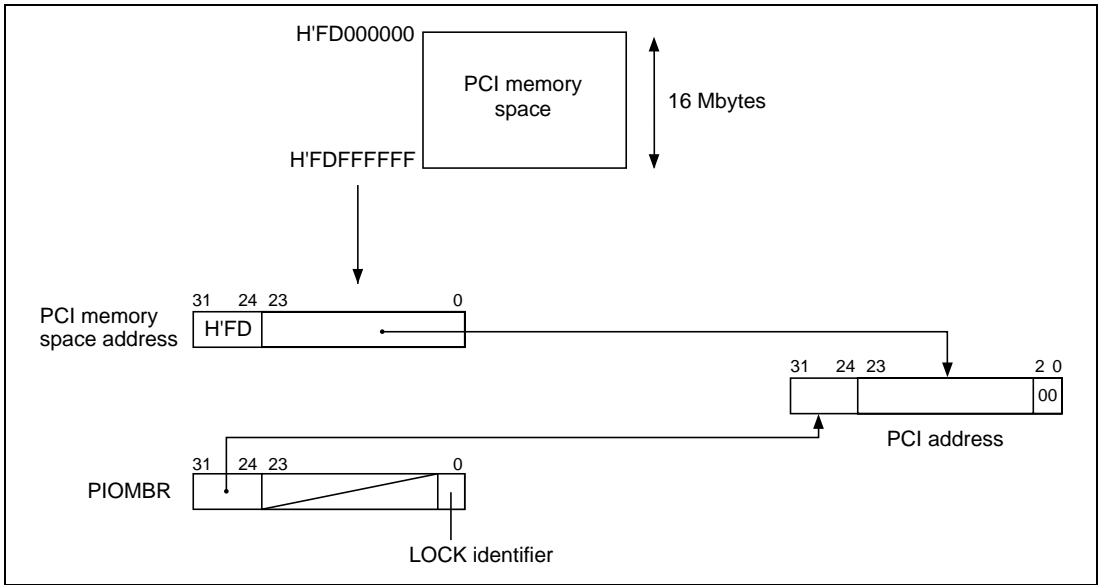 H'FD000000
PCI memory
space
16 Mbytes
H'FDFFFFFF
31 24 23 0
PCI memory
space address
H'FD
31 24 23 2 0
00
PCI address
31 24 23 0
PIOMBR
LOCK identifier